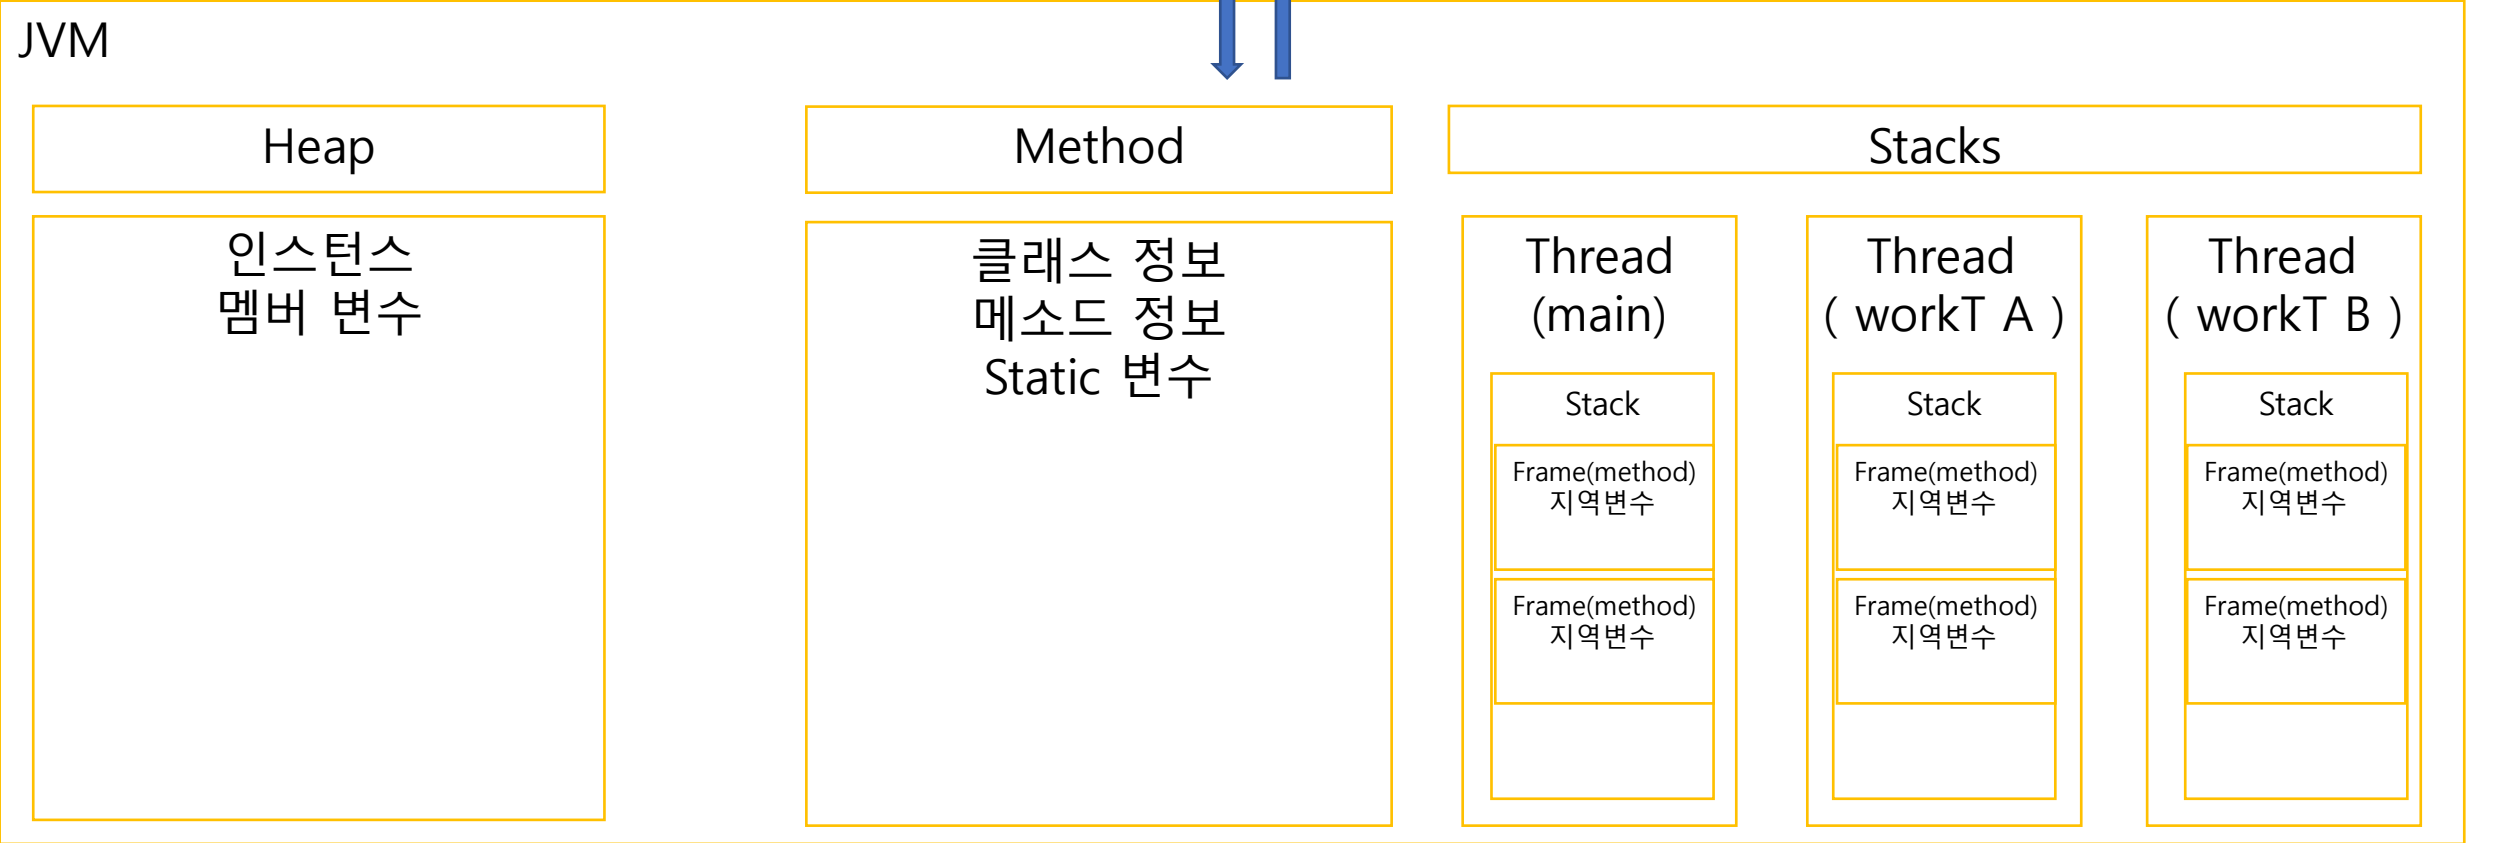 JVM
Heap
인스턴스
멤버 변수
Method
클래스 정보
메소드 정보
Static 변수
Stacks
Thread
(main)
Stack
Frame(method)
지역변수
Frame(method)
지역변수
Thread
( workT A )
Stack
Frame(method)
지역변수
Frame(method)
지역변수
Thread
( workT B )
Stack
Frame(method)
지역변수
Frame(method)
지역변수